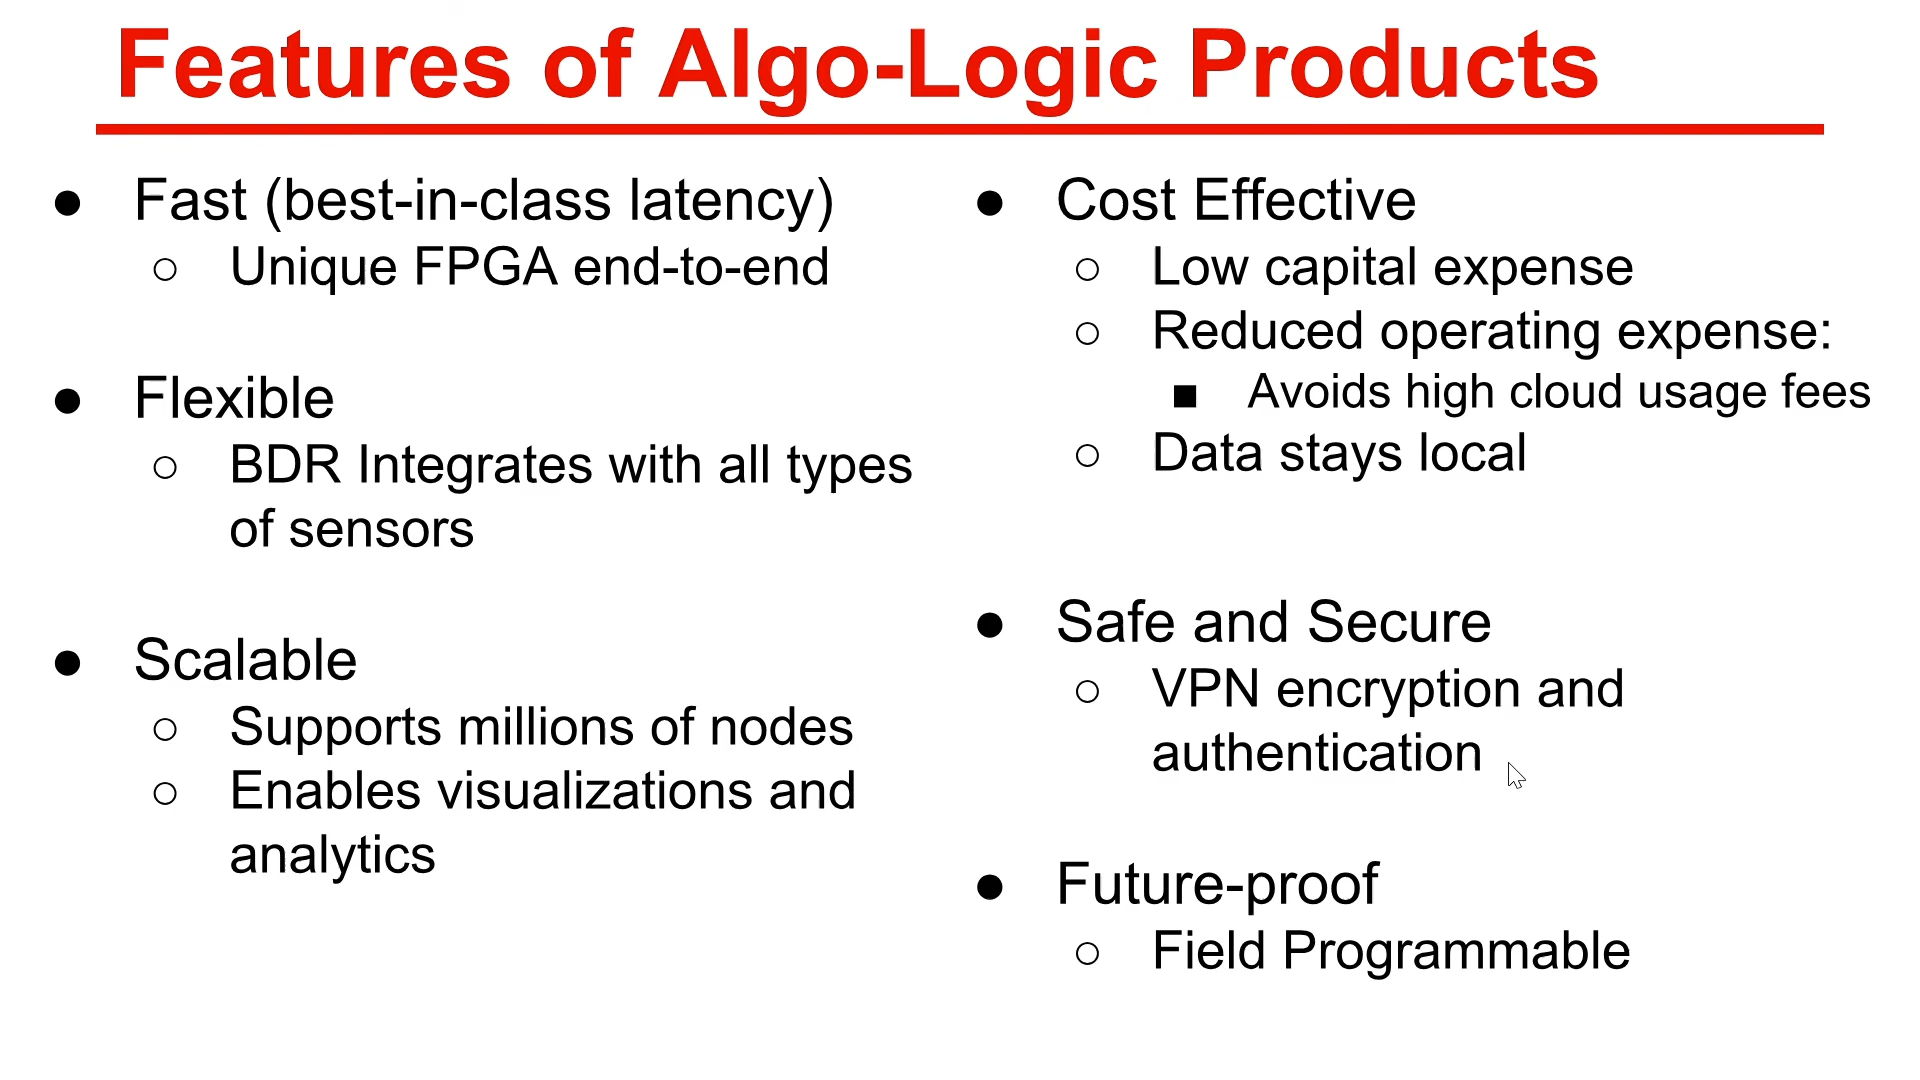 Features of Algo-Logic Products
● Fast (best-in-class latency)
○ Unique FPGA end-to-end
● Flexible
○ BDR Integrates with all types
of sensors
● Scalable
○ Supports millions of nodes
○ Enables visualizations and
analytics
● Cost Effective
○ Low capital expense
○ Reduced operating expense:
■ Avoids high cloud usage fees
○ Data stays local
● Safe and Secure
○ VPN encryption and
authentication
● Future-proof
○ Field Programmable